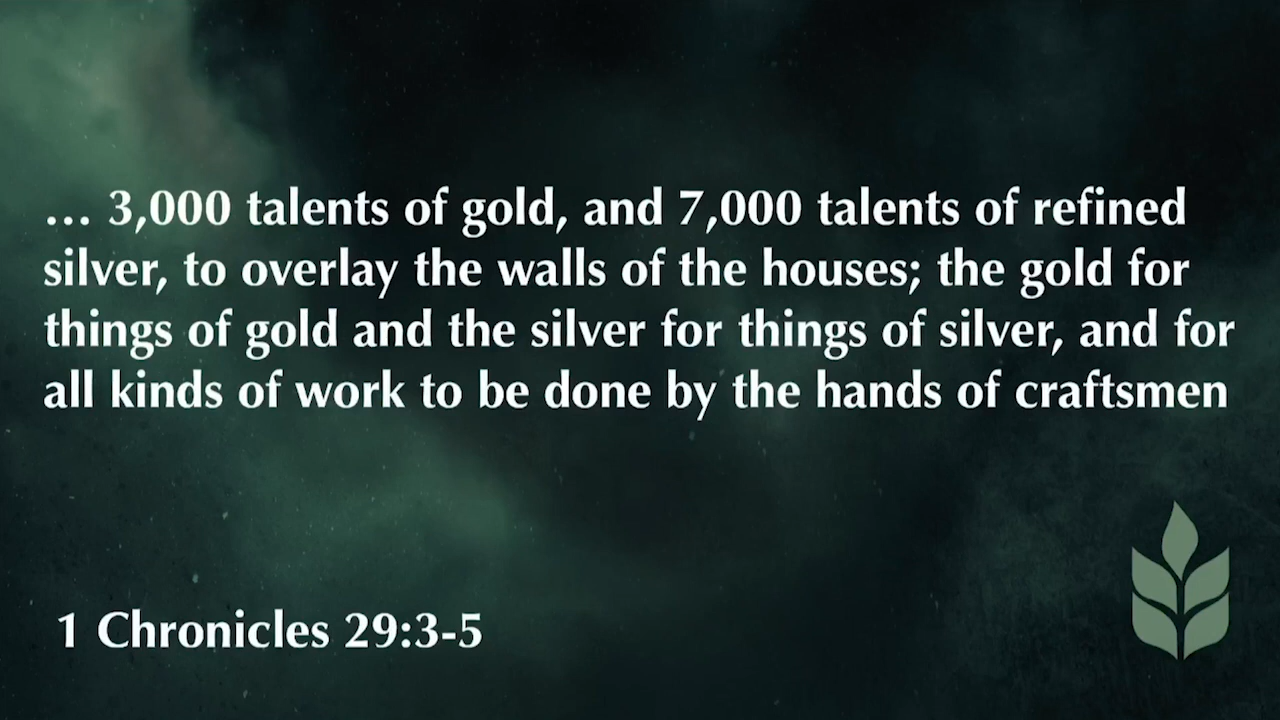 … 3,000 talents of gold, and 7,000 talents of refined
silver, to overlay the walls of the houses; the gold for
things of gold and the silver for things of silver, and for
all kinds of work to be done by the hands of craftsmen
1 Chronicles 29:3-5